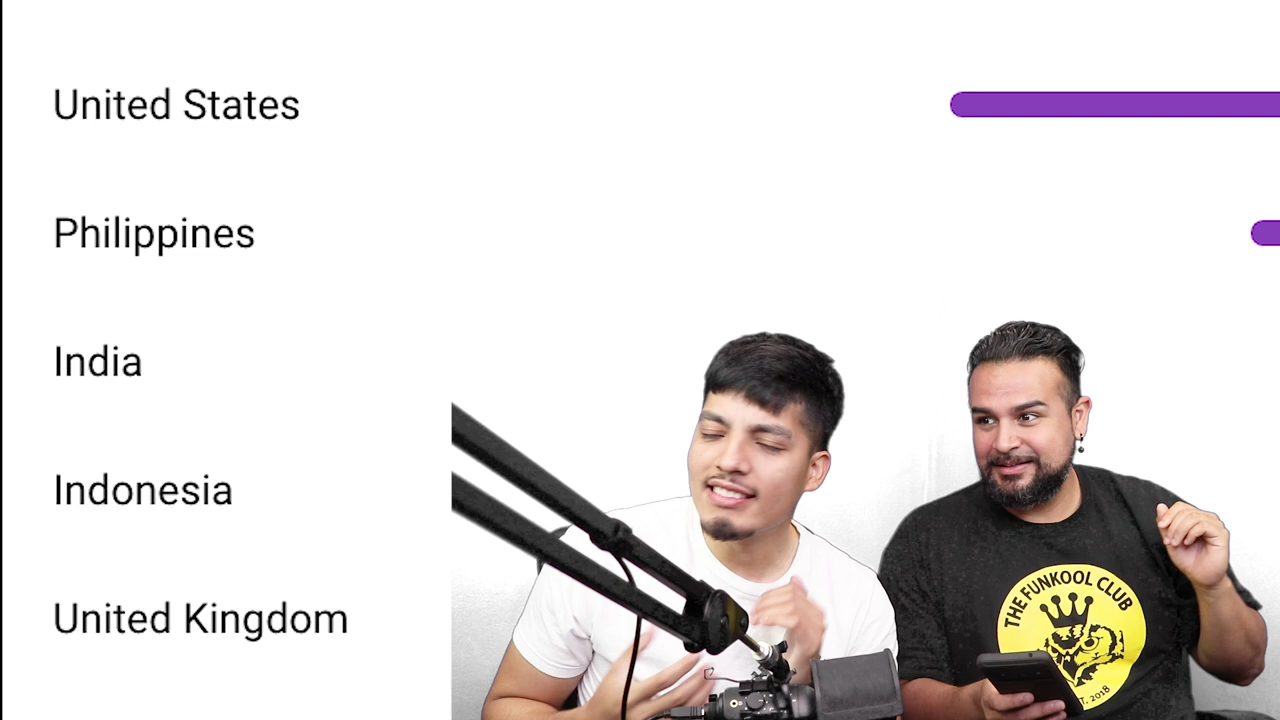 United States
Philippines
India
Indonesia
United Kingdom
THE FUNKOOL CLUB
T. 2018